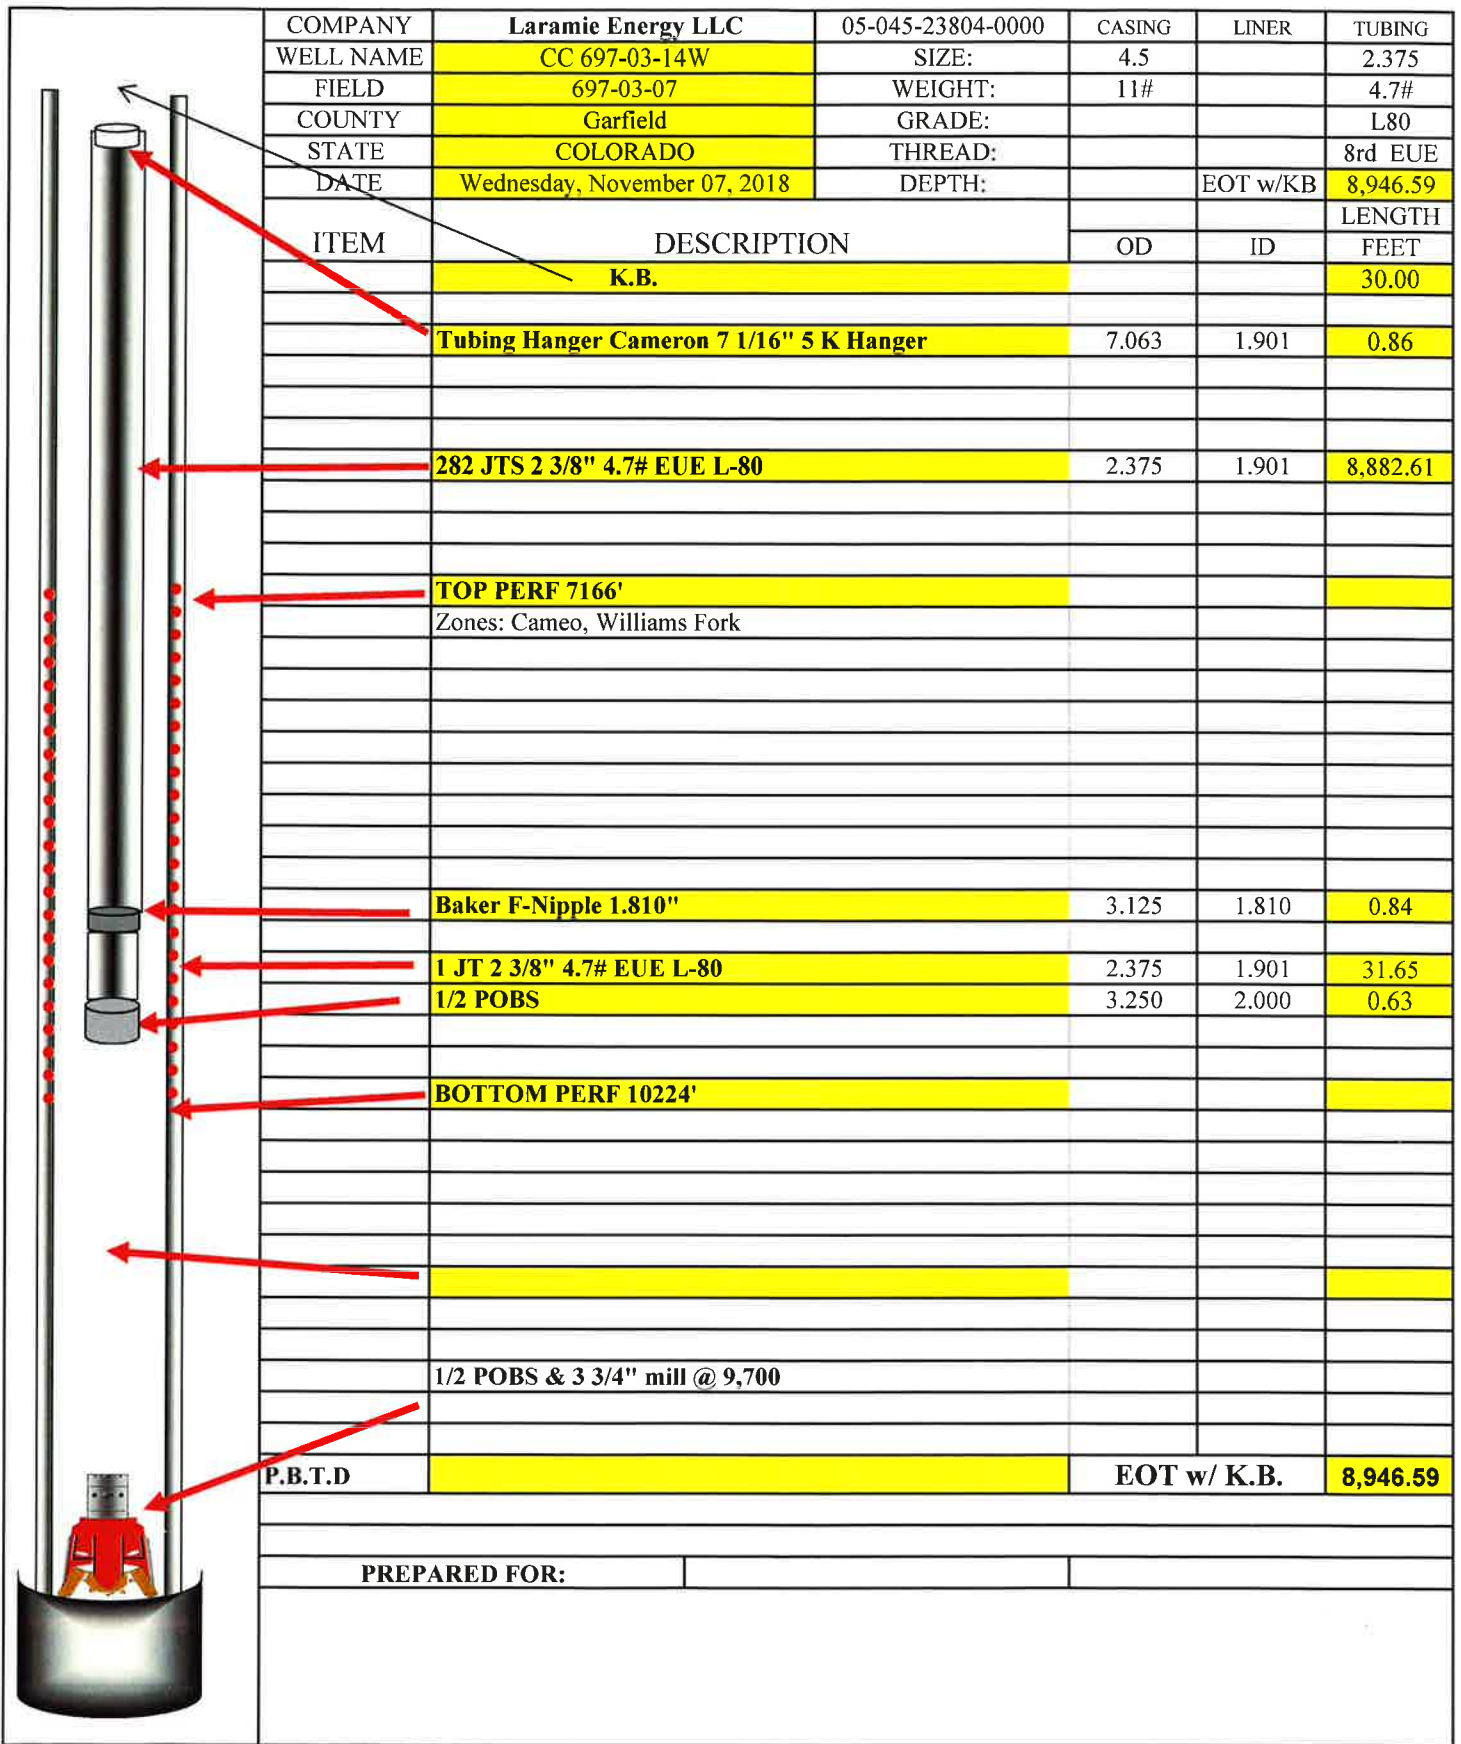 COMPANY Laramie Energy LLC 05-045-23804-0000 CASING LINER TUBING
WELL NAME CC 697-03-14W SIZE: 4.5 2.375
FIELD 697-03-07 WEIGHT: 11# 4.7#
COUNTY Garfield GRADE: L80
STATE COLORADO THREAD: 8rd EUE
DATE Wednesday, November 07, 2018 DEPTH: EOT w/KB 8,946.59
LENGTH
ITEM DESCRIPTION OD ID FEET
K.B. 30.00
Tubing Hanger Cameron 7 1/16" 5 K Hanger 7.063 1.901 0.86
282 JTS 2 3/8" 4.7# EUE L-80 2.375 1.901 8,882.61
TOP PERF 7166'
Zones: Cameo, Williams Fork
Baker F-Nipple 1.810" 3.125 1.810 0.84
1 JT 2 3/8" 4.7# EUE L-80 2.375 1.901 31.65
1/2 POBS 3.250 2.000 0.63
BOTTOM PERF 10224'
1/2 POBS & 3 3/4" mill @ 9,700
P.B.T.D EOT w/ K.B. 8,946.59
PREPARED FOR: